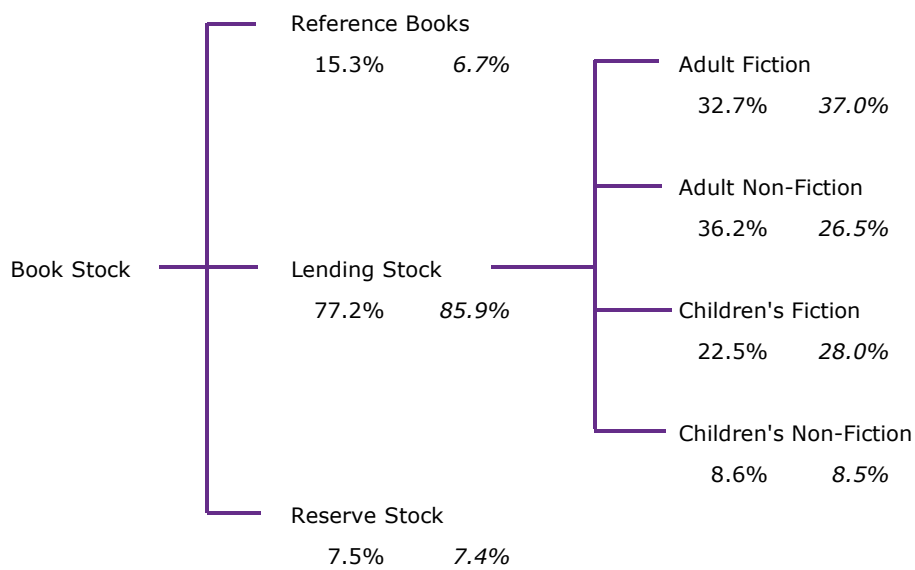 Reference Books
15.3% 6.7%
Adult Fiction
32.7% 37.0%
Adult Non-Fiction
36.2% 26.5%
Book Stock
Lending Stock
77.2% 85.9%
Children's Fiction
22.5% 28.0%
Children's Non-Fiction
8.6% 8.5%
Reserve Stock
7.5% 7.4%